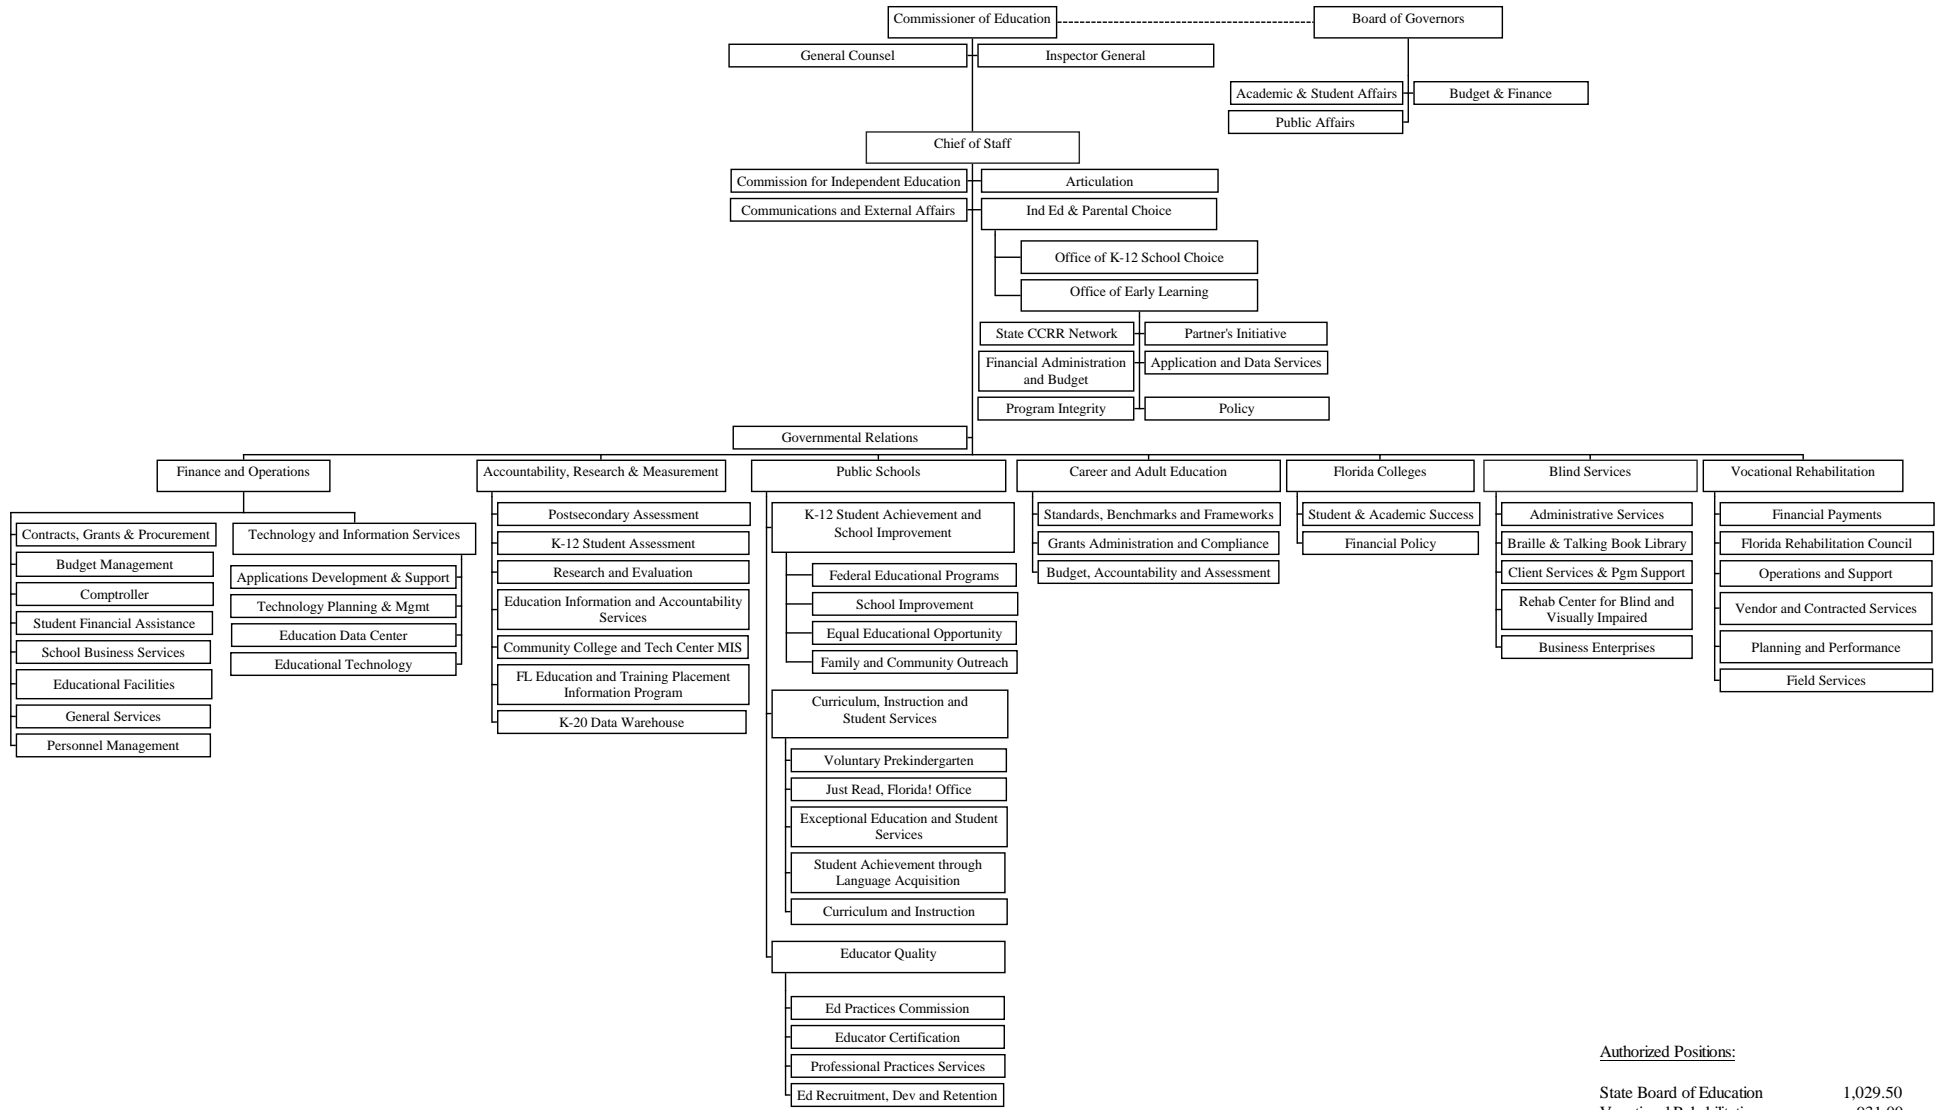 Commissioner of Education
Board of Governors
General Counsel
Inspector General
Academic & Student Affairs
Budget & Finance
Public Affairs
Chief of Staff
Commission for Independent Education
Articulation
Communications and External Affairs
Ind Ed & Parental Choice
Office of K-12 School Choice
Office of Early Learning
State CCRR Network
Partner's Initiative
Financial Administration
and Budget
Application and Data Services
Program Integrity
Policy
Governmental Relations
Finance and Operations
Contracts, Grants & Procurement
Budget Management
Comptroller
Student Financial Assistance
School Business Services
Educational Facilities
General Services
Personnel Management
Technology and Information Services
Applications Development & Support
Technology Planning & Mgmt
Education Data Center
Educational Technology
Accountability, Research & Measurement
Postsecondary Assessment
K-12 Student Assessment
Research and Evaluation
Education Information and Accountability
Services
Community College and Tech Center MIS
FL Education and Training Placement
Information Program
K-20 Data Warehouse
Public Schools
K-12 Student Achievement and
School Improvement
Federal Educational Programs
School Improvement
Equal Educational Opportunity
Family and Community Outreach
Curriculum, Instruction and
Student Services
Voluntary Prekindergarten
Just Read, Florida! Office
Exceptional Education and Student
Services
Student Achievement through
Language Acquisition
Curriculum and Instruction
Educator Quality
Ed Practices Commission
Educator Certification
Professional Practices Services
Ed Recruitment, Dev and Retention
Career and Adult Education
Standards, Benchmarks and Frameworks
Grants Administration and Compliance
Budget, Accountability and Assessment
Florida Colleges
Student & Academic Success
Financial Policy
Blind Services
Administrative Services
Braille & Talking Book Library
Client Services & Pgm Support
Rehab Center for Blind and
Visually Impaired
Business Enterprises
Vocational Rehabilitation
Financial Payments
Florida Rehabilitation Council
Operations and Support
Vendor and Contracted Services
Planning and Performance
Field Services
Authorized Positions:
State Board of Education 1,029.50